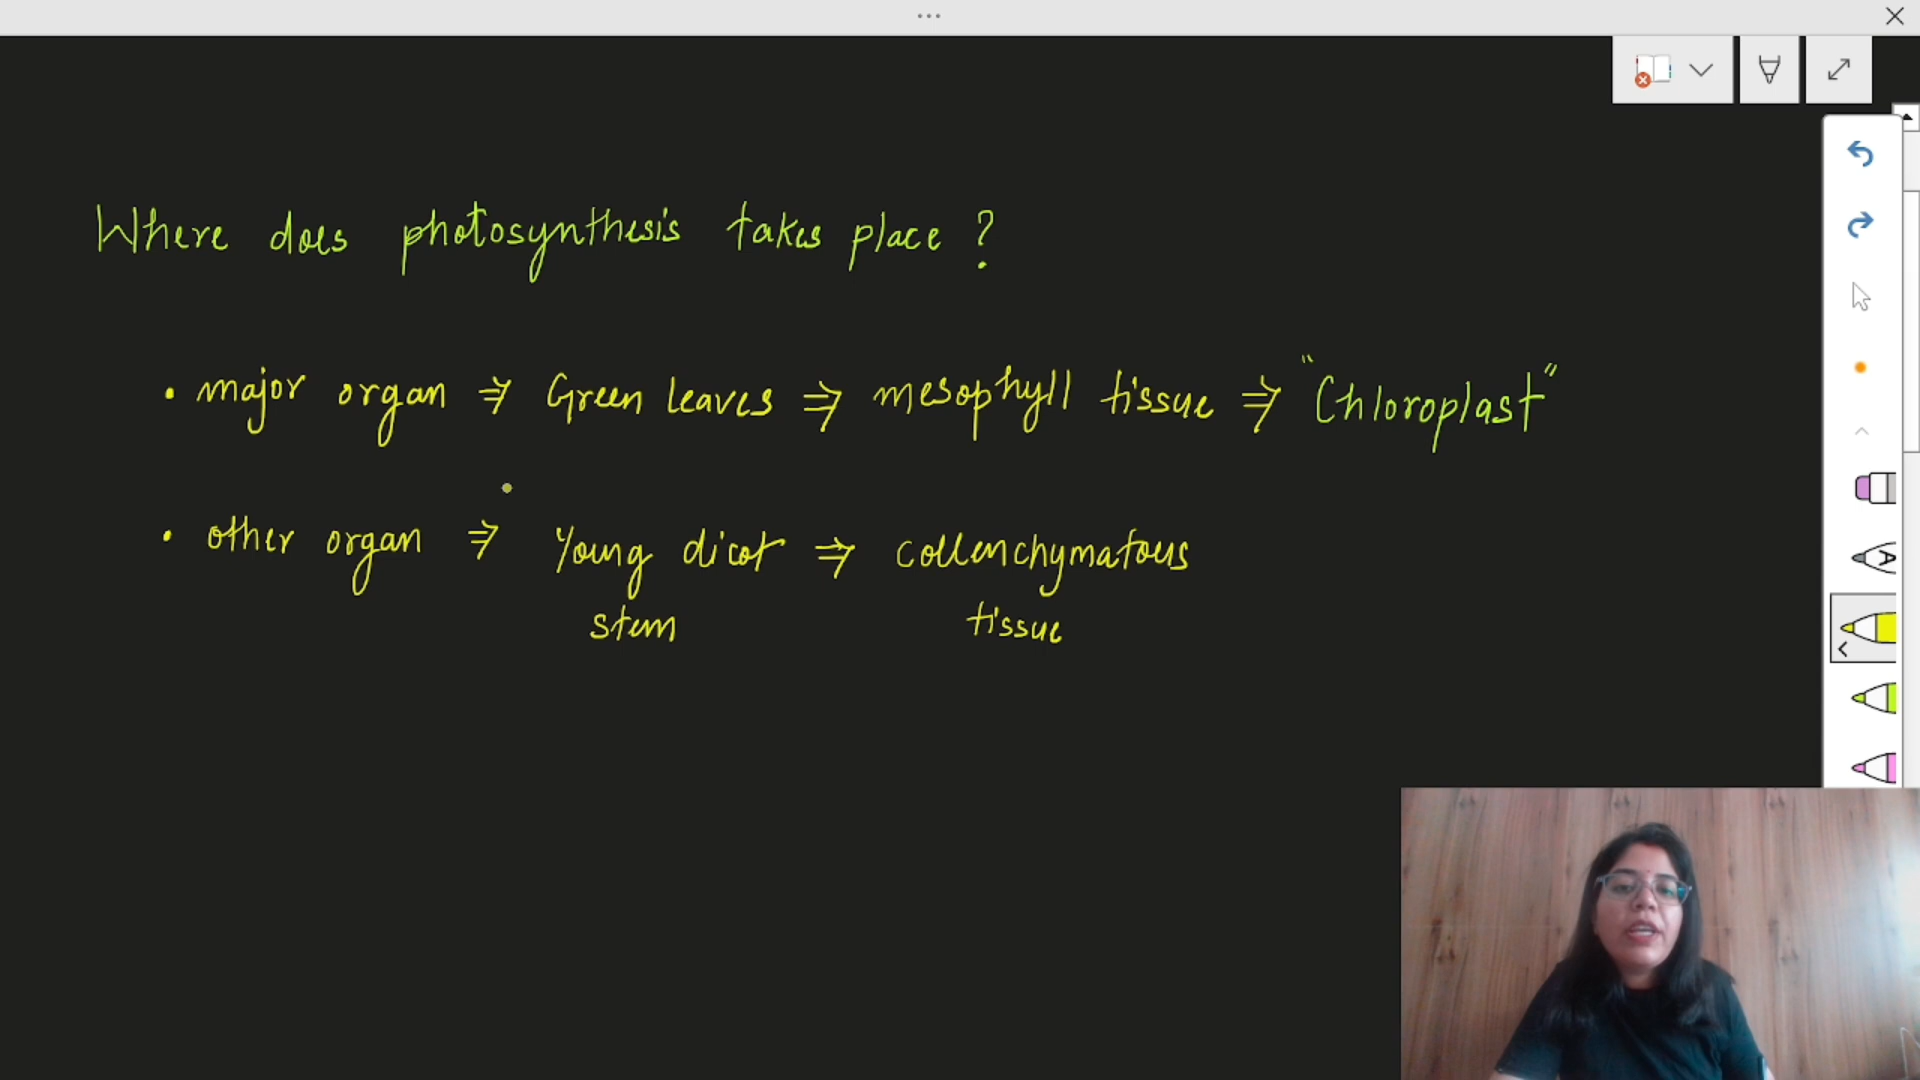 Where does photosynthesis takes place ?
• major organ ⇒ Green leaves ⇒ mesophyll tissue ⇒ "Chloroplast"
• other organ ⇒ Young dicot ⇒ collenchymatous
stem tissue